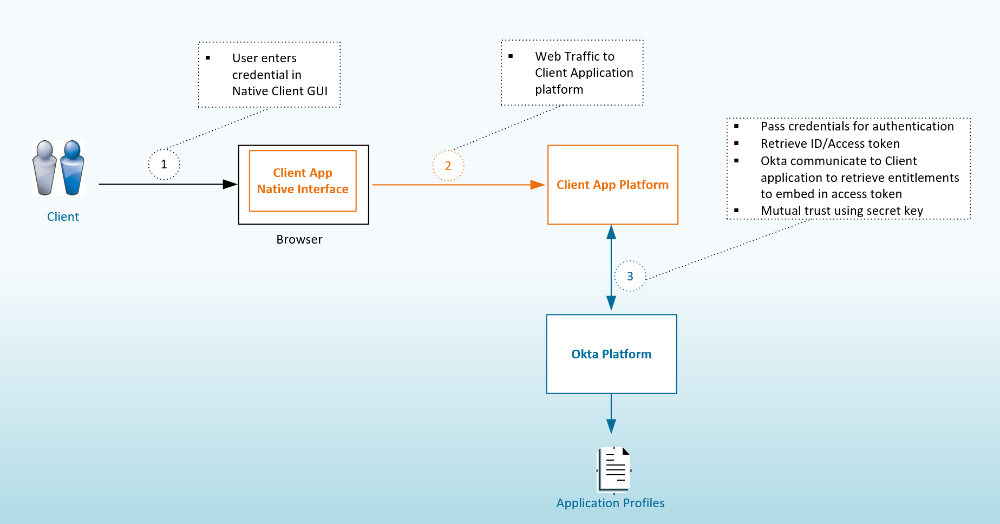 ▪ User enters
credential in
Native Client GUI
▪ Web Traffic to
Client Application
platform
▪ Pass credentials for authentication
▪ Retrieve ID/Access token
▪ Okta communicate to Client
application to retrieve entitlements
to embed in access token
▪ Mutual trust using secret key
1
2
Client App
Native Interface
Client App Platform
Client
Browser
3
Okta Platform
Application Profiles